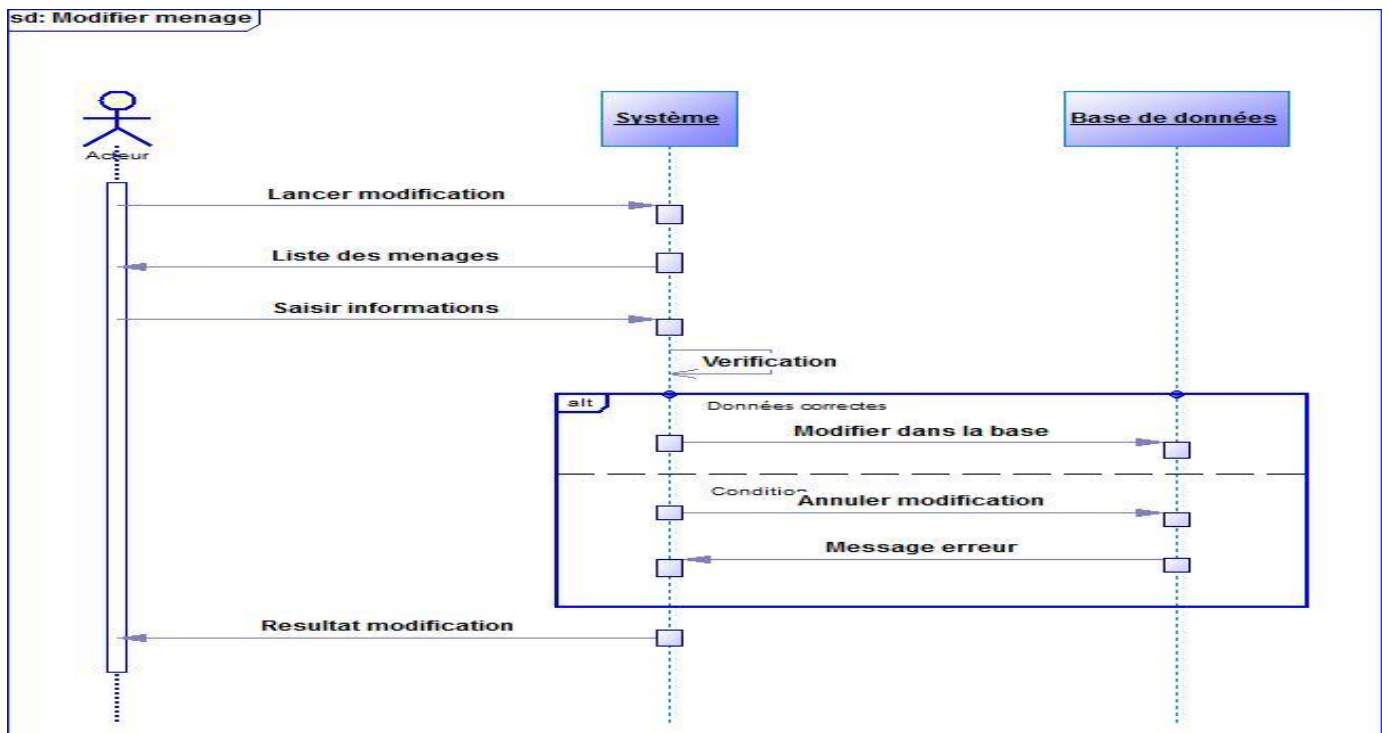 sd: Modifier menage
Acteur
Système
Base de données
Lancer modification
Liste des menages
Saisir informations
Verification
alt
Données correctes
Modifier dans la base
Condition
Annuler modification
Message erreur
Resultat modification